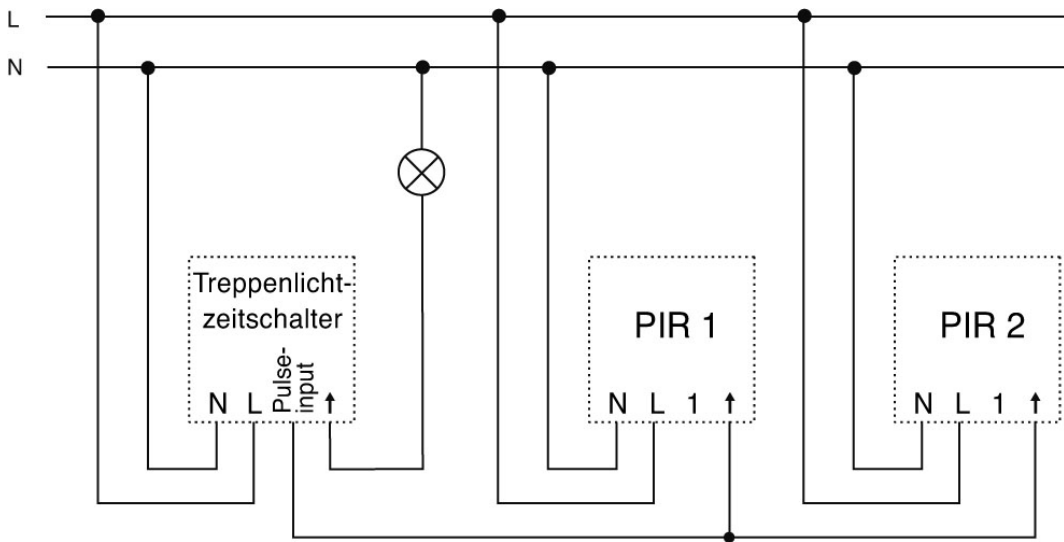 L
N
Treppenlicht-
zeitschalter
N L Pulse-
input ↑
PIR 1
N L 1 ↑
PIR 2
N L 1 ↑